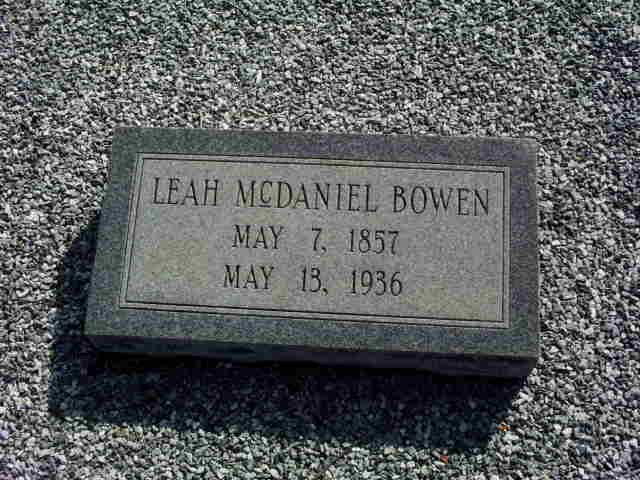 LEAH McDANIEL BOWEN
MAY 7, 1857
MAY 13, 1936